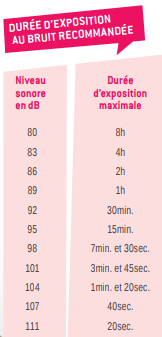 DURÉE D'EXPOSITION
AU BRUIT RECOMMANDÉE
Niveau
sonore
en dB
Durée
d'exposition
maximale
80 8h
83 4h
86 2h
89 1h
92 30min.
95 15min.
98 7min. et 30sec.
101 3min. et 45sec.
104 1min. et 20sec.
107 40sec.
111 20sec.